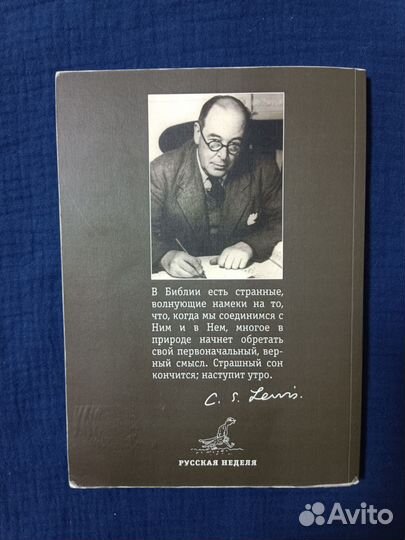 В Библии есть странные,
волнующие намеки на то,
что, когда мы соединимся с
Ним и в Нем, многое в
природе начнет обретать
свой первоначальный, вер-
ный смысл. Страшный сон
кончится; наступит утро.
C. S. Lewis.
РУССКАЯ НЕДЕЛЯ
Avito